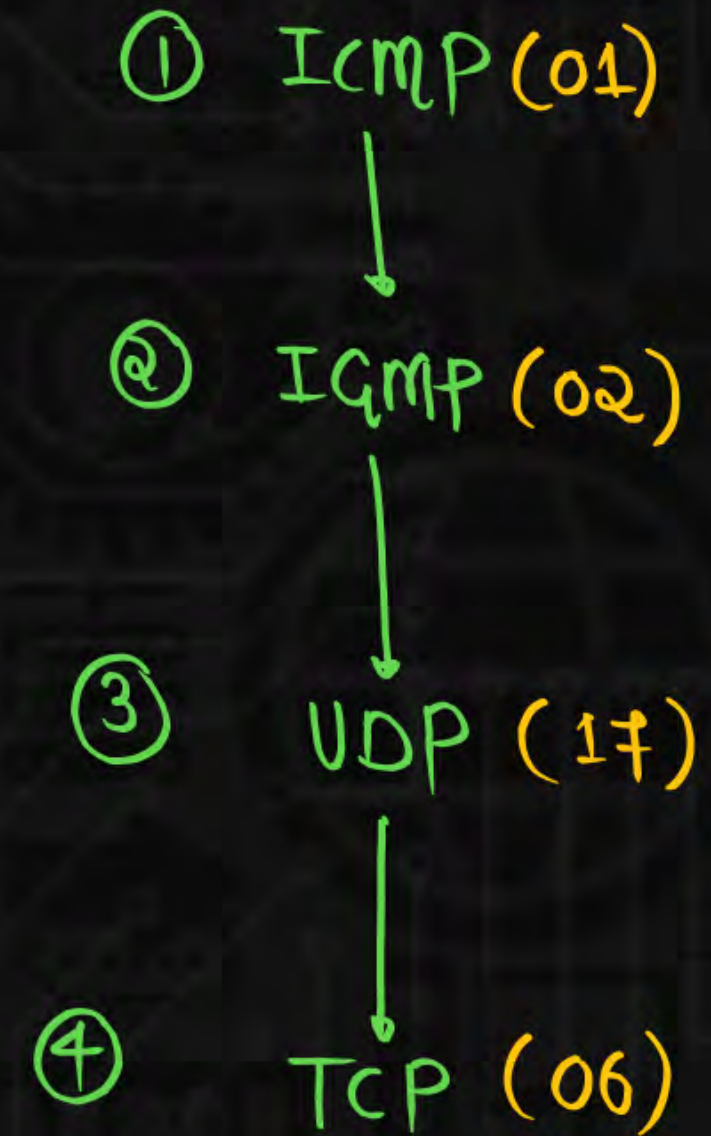 ① ICMP (01)
② IGMP (02)
③ UDP (17)
④ TCP (06)